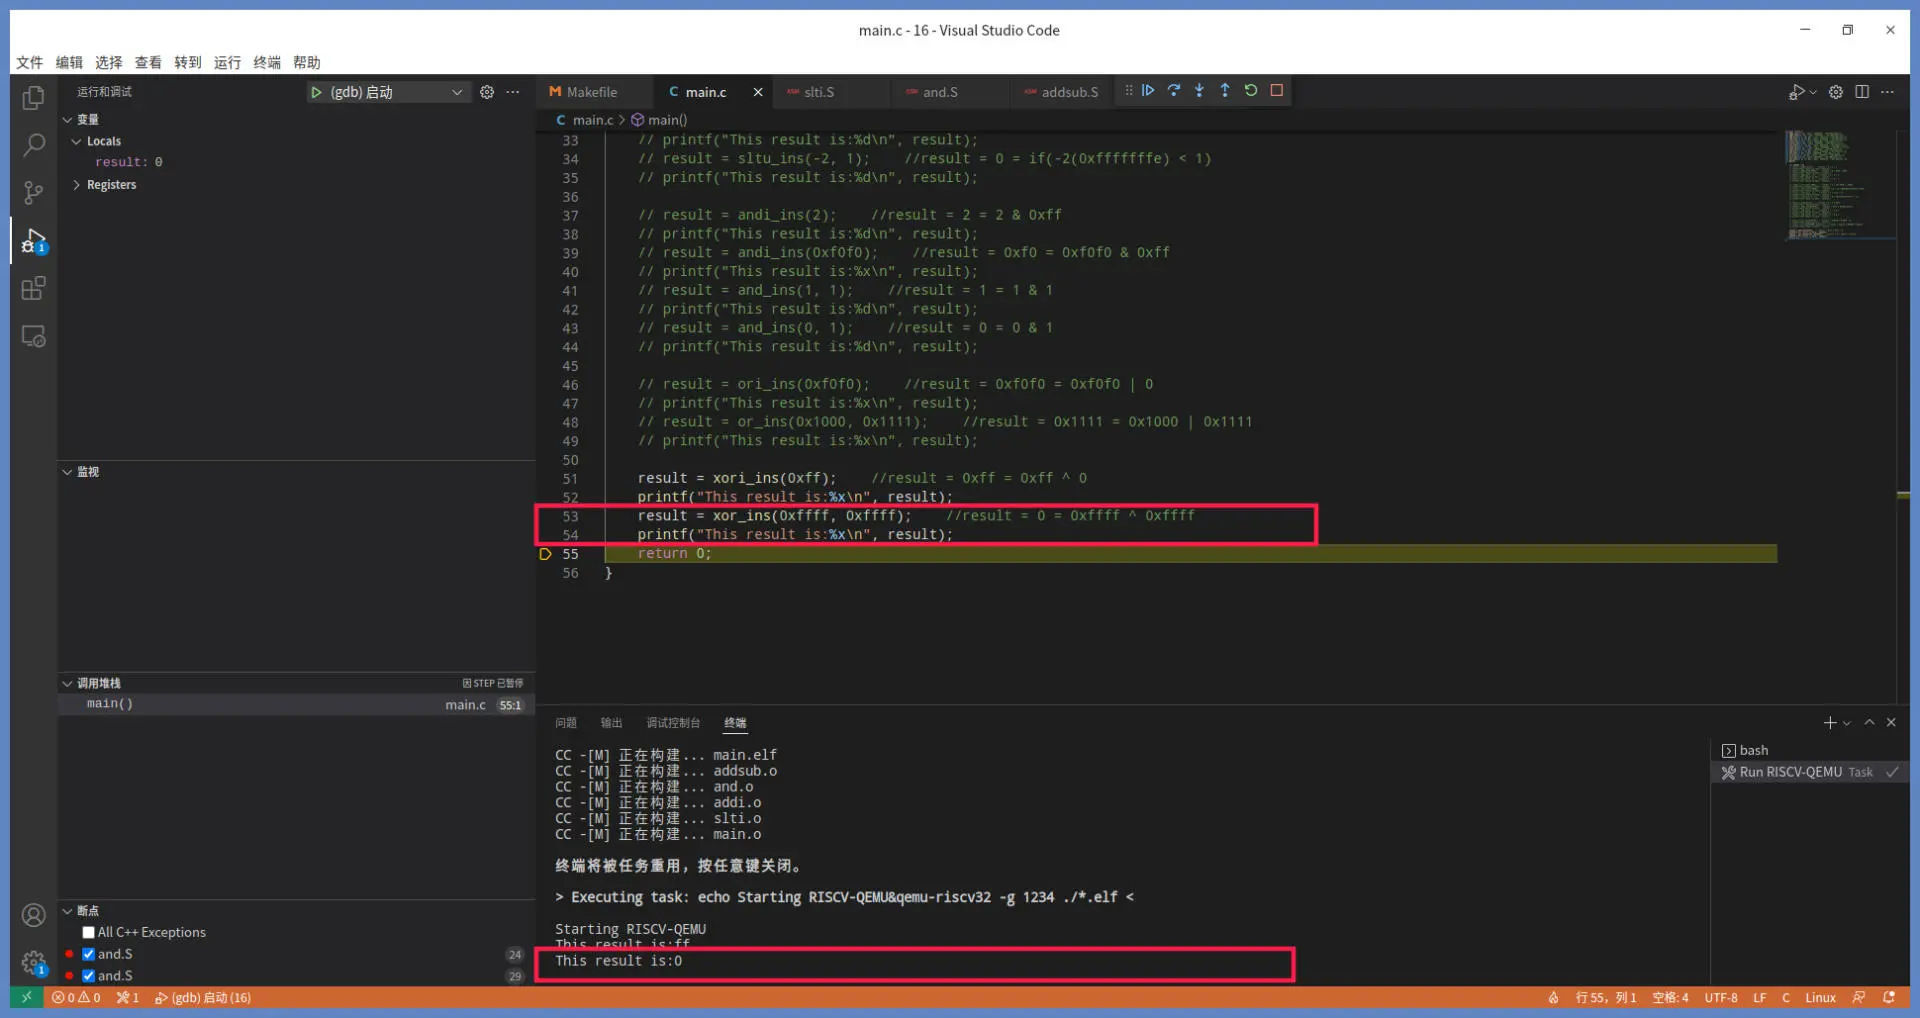 main.c - 16 - Visual Studio Code
文件 编辑 选择 查看 转到 运行 终端 帮助
运行和调试
(gdb) 启动
Makefile
C main.c
slti.S
and.S
addsub.S
C main.c > main()
变量
Locals
result: 0
Registers
33 // printf("This result is:%d\n", result);
34 // result = sltu_ins(-2, 1); //result = 0 = if(-2(0xfffffffe) < 1)
35 // printf("This result is:%d\n", result);
36
37 // result = andi_ins(2); //result = 2 = 2 & 0xff
38 // printf("This result is:%d\n", result);
39 // result = andi_ins(0xf0f0); //result = 0xf0 = 0xf0f0 & 0xff
40 // printf("This result is:%x\n", result);
41 // result = and_ins(1, 1); //result = 1 = 1 & 1
42 // printf("This result is:%d\n", result);
43 // result = and_ins(0, 1); //result = 0 = 0 & 1
44 // printf("This result is:%d\n", result);
45
46 // result = ori_ins(0xf0f0); //result = 0xf0f0 = 0xf0f0 | 0
47 // printf("This result is:%x\n", result);
48 // result = or_ins(0x1000, 0x1111); //result = 0x1111 = 0x1000 | 0x1111
49 // printf("This result is:%x\n", result);
50
51 result = xori_ins(0xff); //result = 0xff = 0xff ^ 0
52 printf("This result is:%x\n", result);
53 result = xor_ins(0xffff, 0xffff); //result = 0 = 0xffff ^ 0xffff
54 printf("This result is:%x\n", result);
55 return 0;
56 }
监视
调用堆栈
因 STEP 已暂停
main() main.c 55:1
断点
All C++ Exceptions
and.S 24
and.S 29
问题 输出 调试控制台 终端
CC -[M] 正在构建... main.elf
CC -[M] 正在构建... addsub.o
CC -[M] 正在构建... and.o
CC -[M] 正在构建... addi.o
CC -[M] 正在构建... slti.o
CC -[M] 正在构建... main.o
终端将被任务重用，按任意键关闭。
> Executing task: echo Starting RISCV-QEMU&qemu-riscv32 -g 1234 ./*.elf <
Starting RISCV-QEMU
This result is:ff
This result is:0
bash
Run RISCV-QEMU Task
0 0 1 (gdb) 启动 (16)
行 55，列 1 空格: 4 UTF-8 LF C Linux